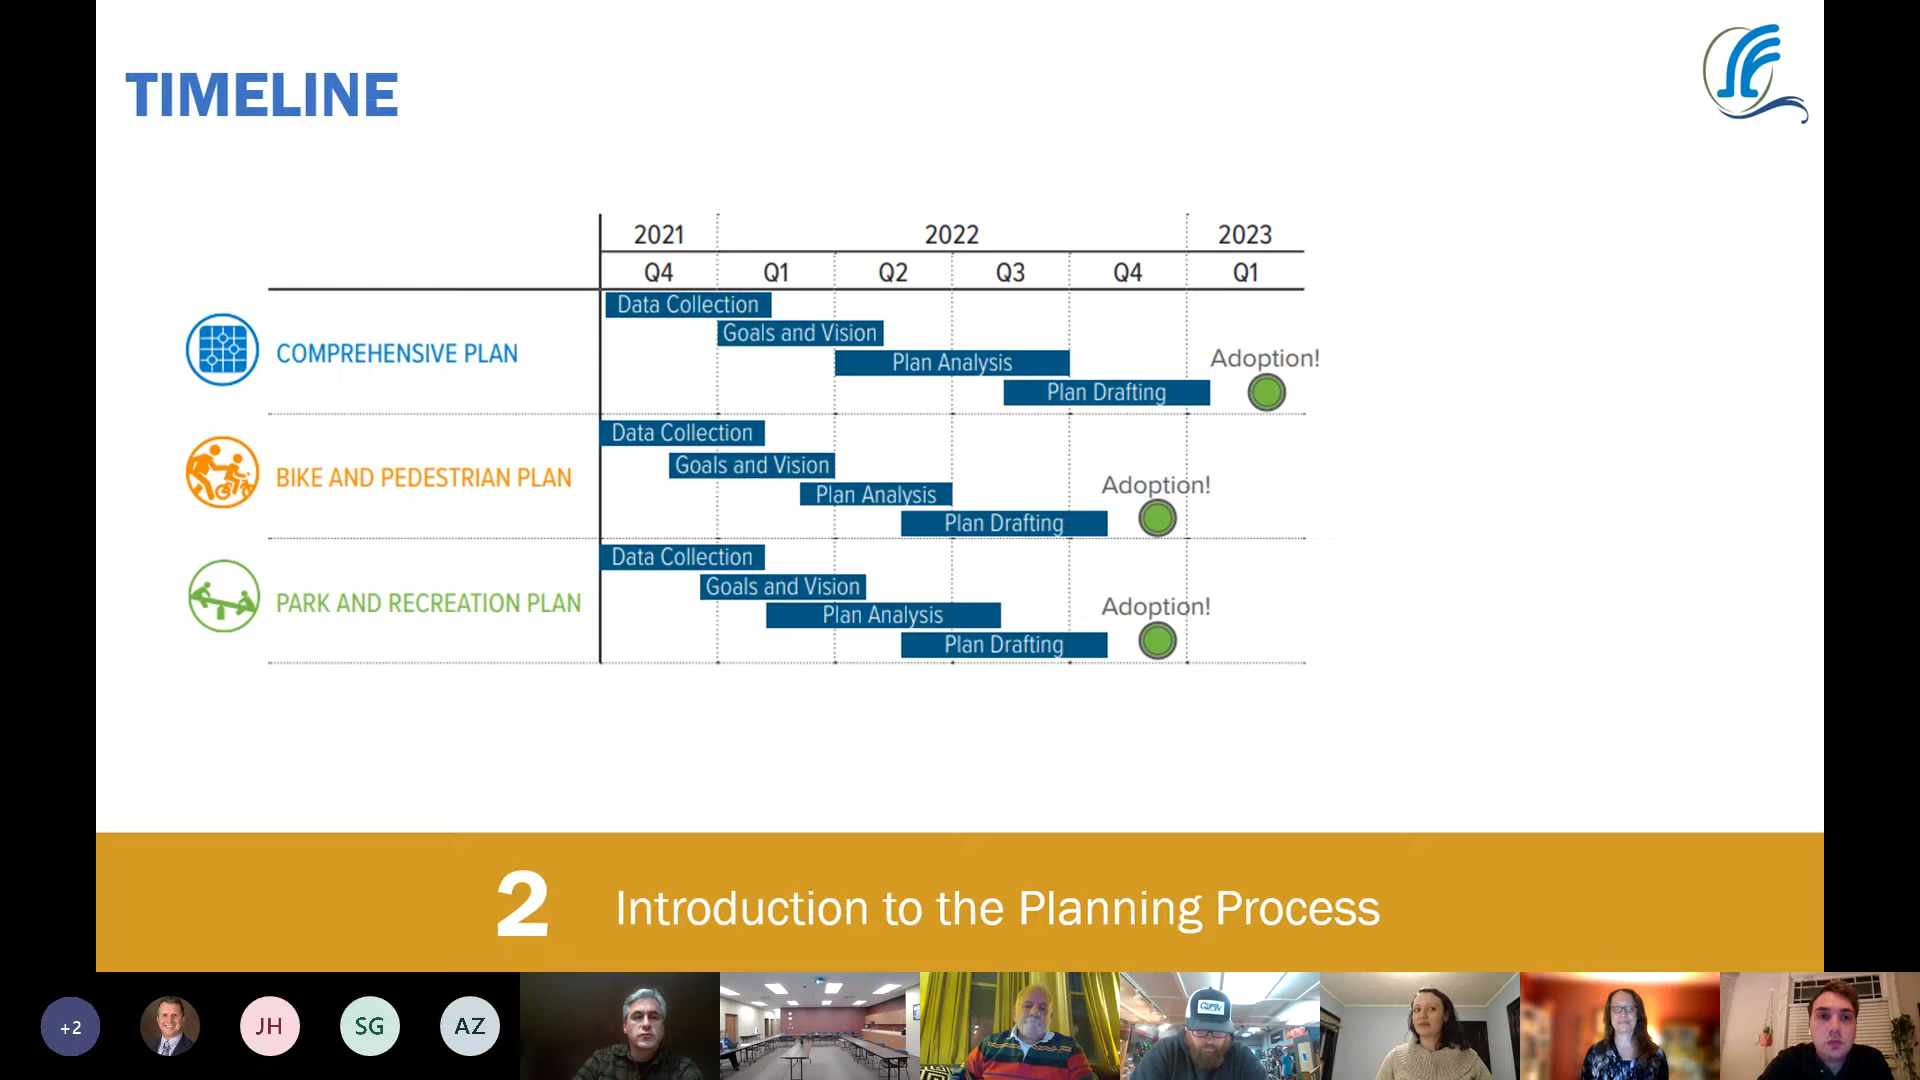 TIMELINE
2021 2022 2023
Q4 Q1 Q2 Q3 Q4 Q1
Data Collection
Goals and Vision
COMPREHENSIVE PLAN
Plan Analysis
Adoption!
Plan Drafting
Data Collection
Goals and Vision
BIKE AND PEDESTRIAN PLAN
Plan Analysis
Adoption!
Plan Drafting
Data Collection
Goals and Vision
PARK AND RECREATION PLAN
Plan Analysis
Adoption!
Plan Drafting
2 Introduction to the Planning Process
+2 JH SG AZ